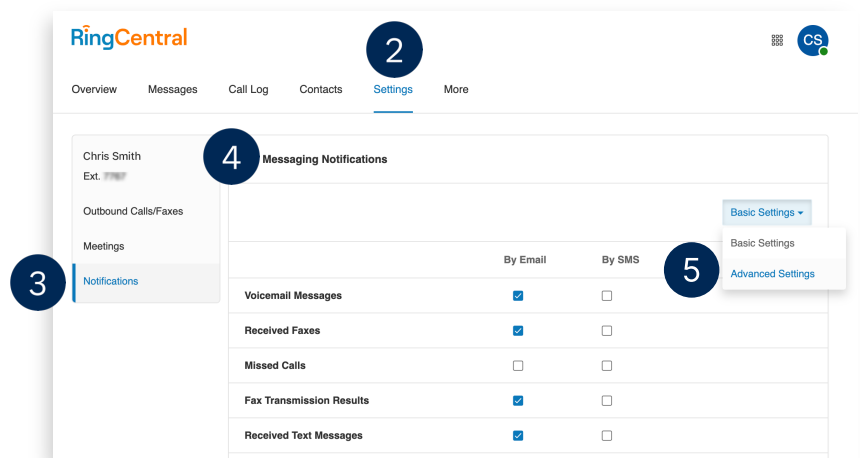 RingCentral
2
CS
Overview Messages Call Log Contacts Settings More
Chris Smith
4
Messaging Notifications
Ext.
Outbound Calls/Faxes
Basic Settings
Meetings
Basic Settings
By Email By SMS
5
Advanced Settings
3
Notifications
Voicemail Messages
Received Faxes
Missed Calls
Fax Transmission Results
Received Text Messages